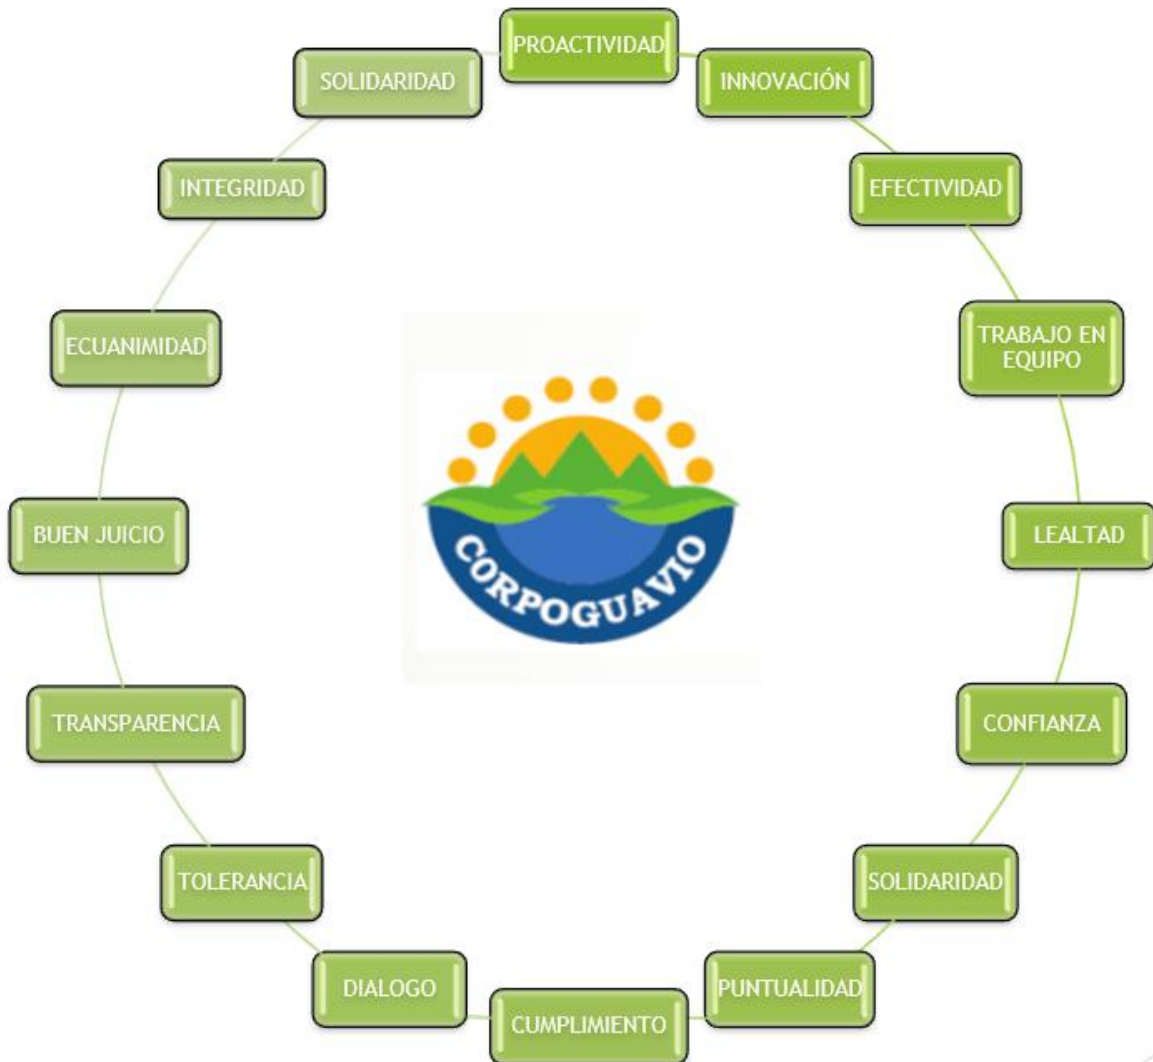 PROACTIVIDAD
INNOVACIÓN
EFECTIVIDAD
TRABAJO EN
EQUIPO
LEALTAD
CONFIANZA
SOLIDARIDAD
PUNTUALIDAD
CUMPLIMIENTO
DIALOGO
TOLERANCIA
TRANSPARENCIA
BUEN JUICIO
ECUANIMIDAD
INTEGRIDAD
SOLIDARIDAD
CORPOGUAVIO